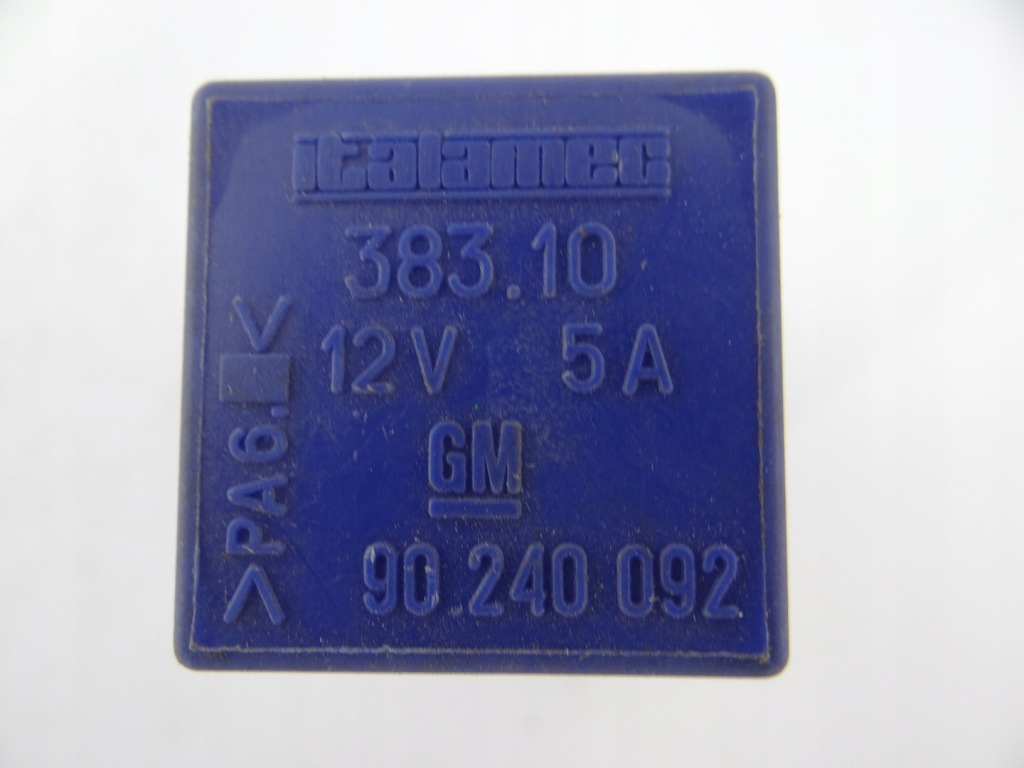 italamec
383.10
12V 5A
GM
90.240 092
>PA6.■<